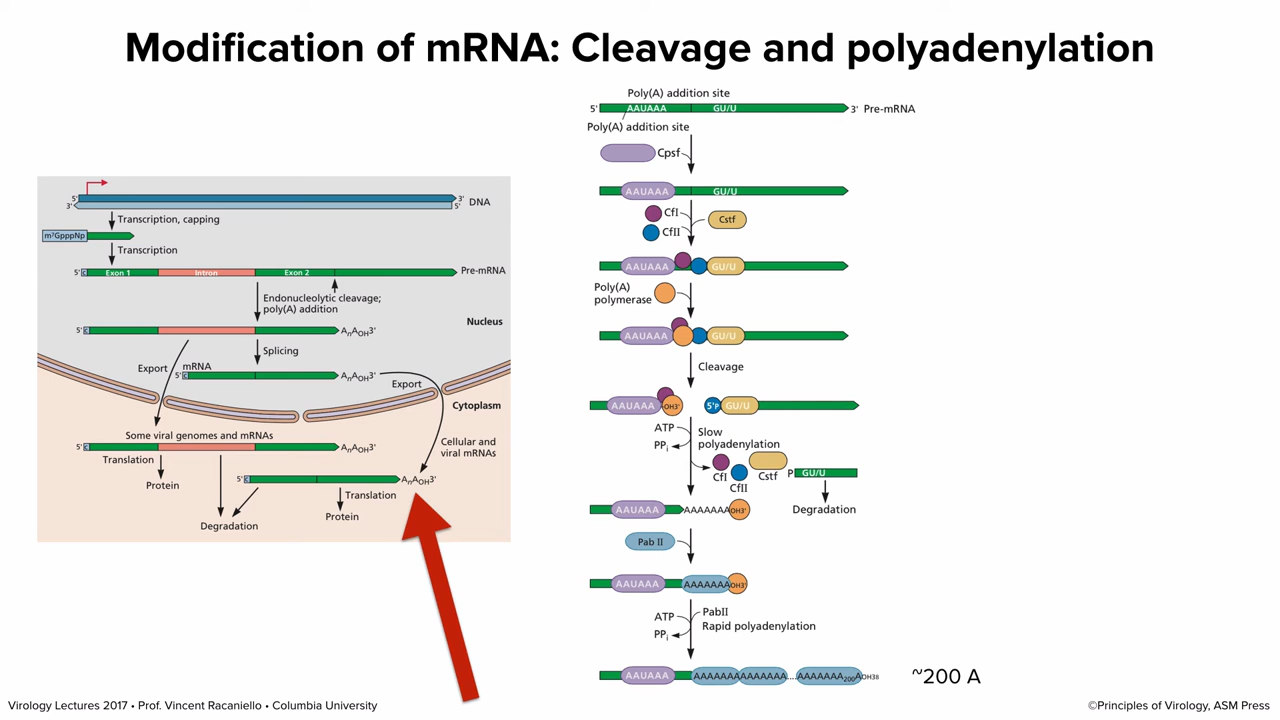 Modification of mRNA: Cleavage and polyadenylation
5'
3'
3'
5'
DNA
Transcription, capping
m⁷GpppNp
Transcription
5'
C
Exon 1
Intron
Exon 2
Pre-mRNA
Endonucleolytic cleavage;
poly(A) addition
Nucleus
5'
C
AₙA_OH3'
Splicing
Export
mRNA
5'
C
AₙA_OH3'
Export
Cytoplasm
Some viral genomes and mRNAs
5'
C
AₙA_OH3'
Cellular and
viral mRNAs
Translation
Protein
5'
C
AₙA_OH3'
Translation
Protein
Degradation
Poly(A) addition site
5'
AAUAAA
GU/U
3'
Pre-mRNA
Poly(A) addition site
Cpsf
AAUAAA
GU/U
CfI
CfII
Cstf
AAUAAA
GU/U
Poly(A)
polymerase
AAUAAA
GU/U
Cleavage
AAUAAA
OH3'
5'P
GU/U
ATP
PPᵢ
Slow
polyadenylation
CfI
CfII
Cstf
P
GU/U
Degradation
AAUAAA
AAAAAAA
OH3'
Pab II
AAUAAA
AAAAAAA
OH3'
ATP
PPᵢ
PabII
Rapid polyadenylation
AAUAAA
AAAAAAAAAAAAAA....AAAAAAA₂₀₀A
~200 A
Virology Lectures 2017 • Prof. Vincent Racaniello • Columbia University
©Principles of Virology, ASM Press